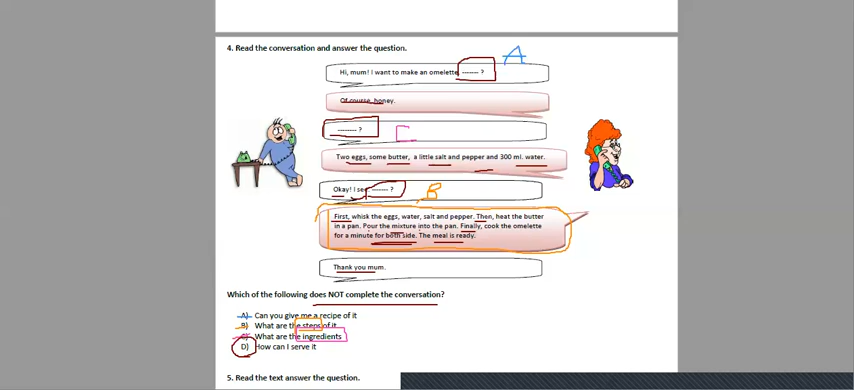 4. Read the conversation and answer the question.
A
Hi, mum! I want to make an omelette. ------- ?
Of course, honey.
-------- ?
C
Two eggs, some butter, a little salt and pepper and 300 ml. water.
Okay! I se ------- ?
B
First, whisk the eggs, water, salt and pepper. Then, heat the butter
in a pan. Pour the mixture into the pan. Finally, cook the omelette
for a minute for both side. The meal is ready.
Thank you mum.
Which of the following does NOT complete the conversation?
A) Can you give me a recipe of it
B) What are the steps of it
C) What are the ingredients
D) How can I serve it
5. Read the text answer the question.